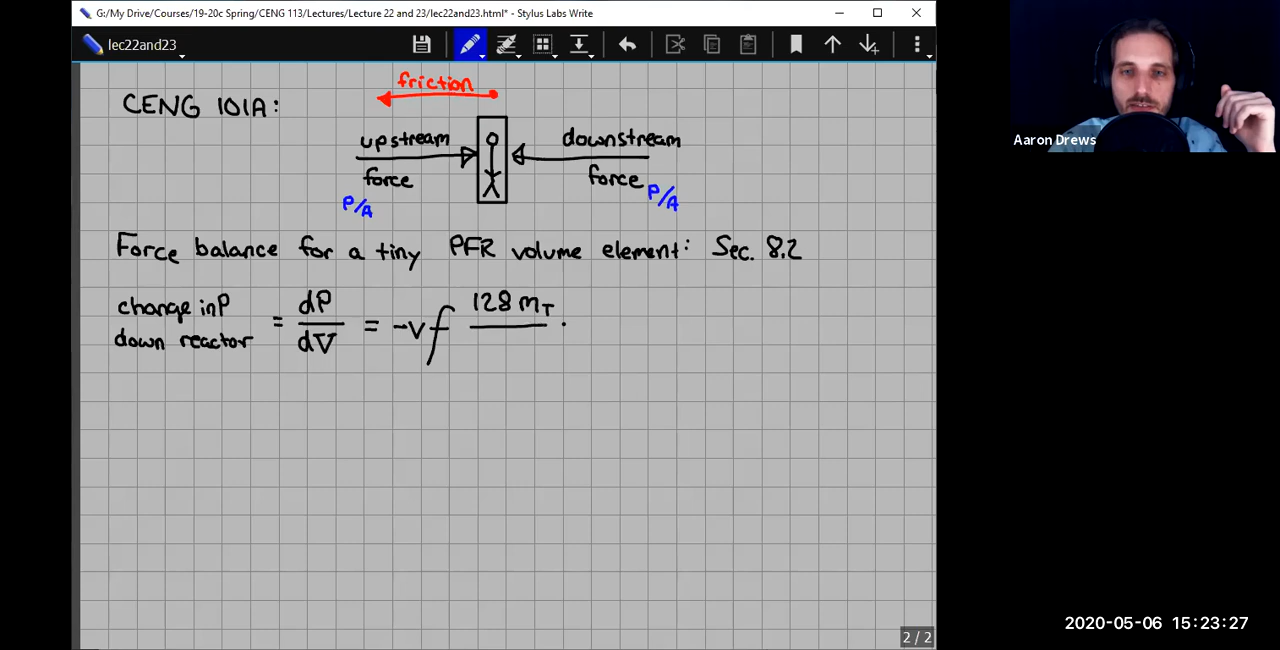 G:/My Drive/Courses/19-20c Spring/CENG 113/Lectures/Lecture 22 and 23/lec22and23.html* - Stylus Labs Write
lec22and23
Aaron Drews
friction
CENG 101A:
upstream downstream
force force
P/A P/A
Force balance for a tiny PFR volume element: Sec. 8.2
change in P
down reactor = dP/dV = -v f 128 m_T
2 / 2
2020-05-06 15:23:27